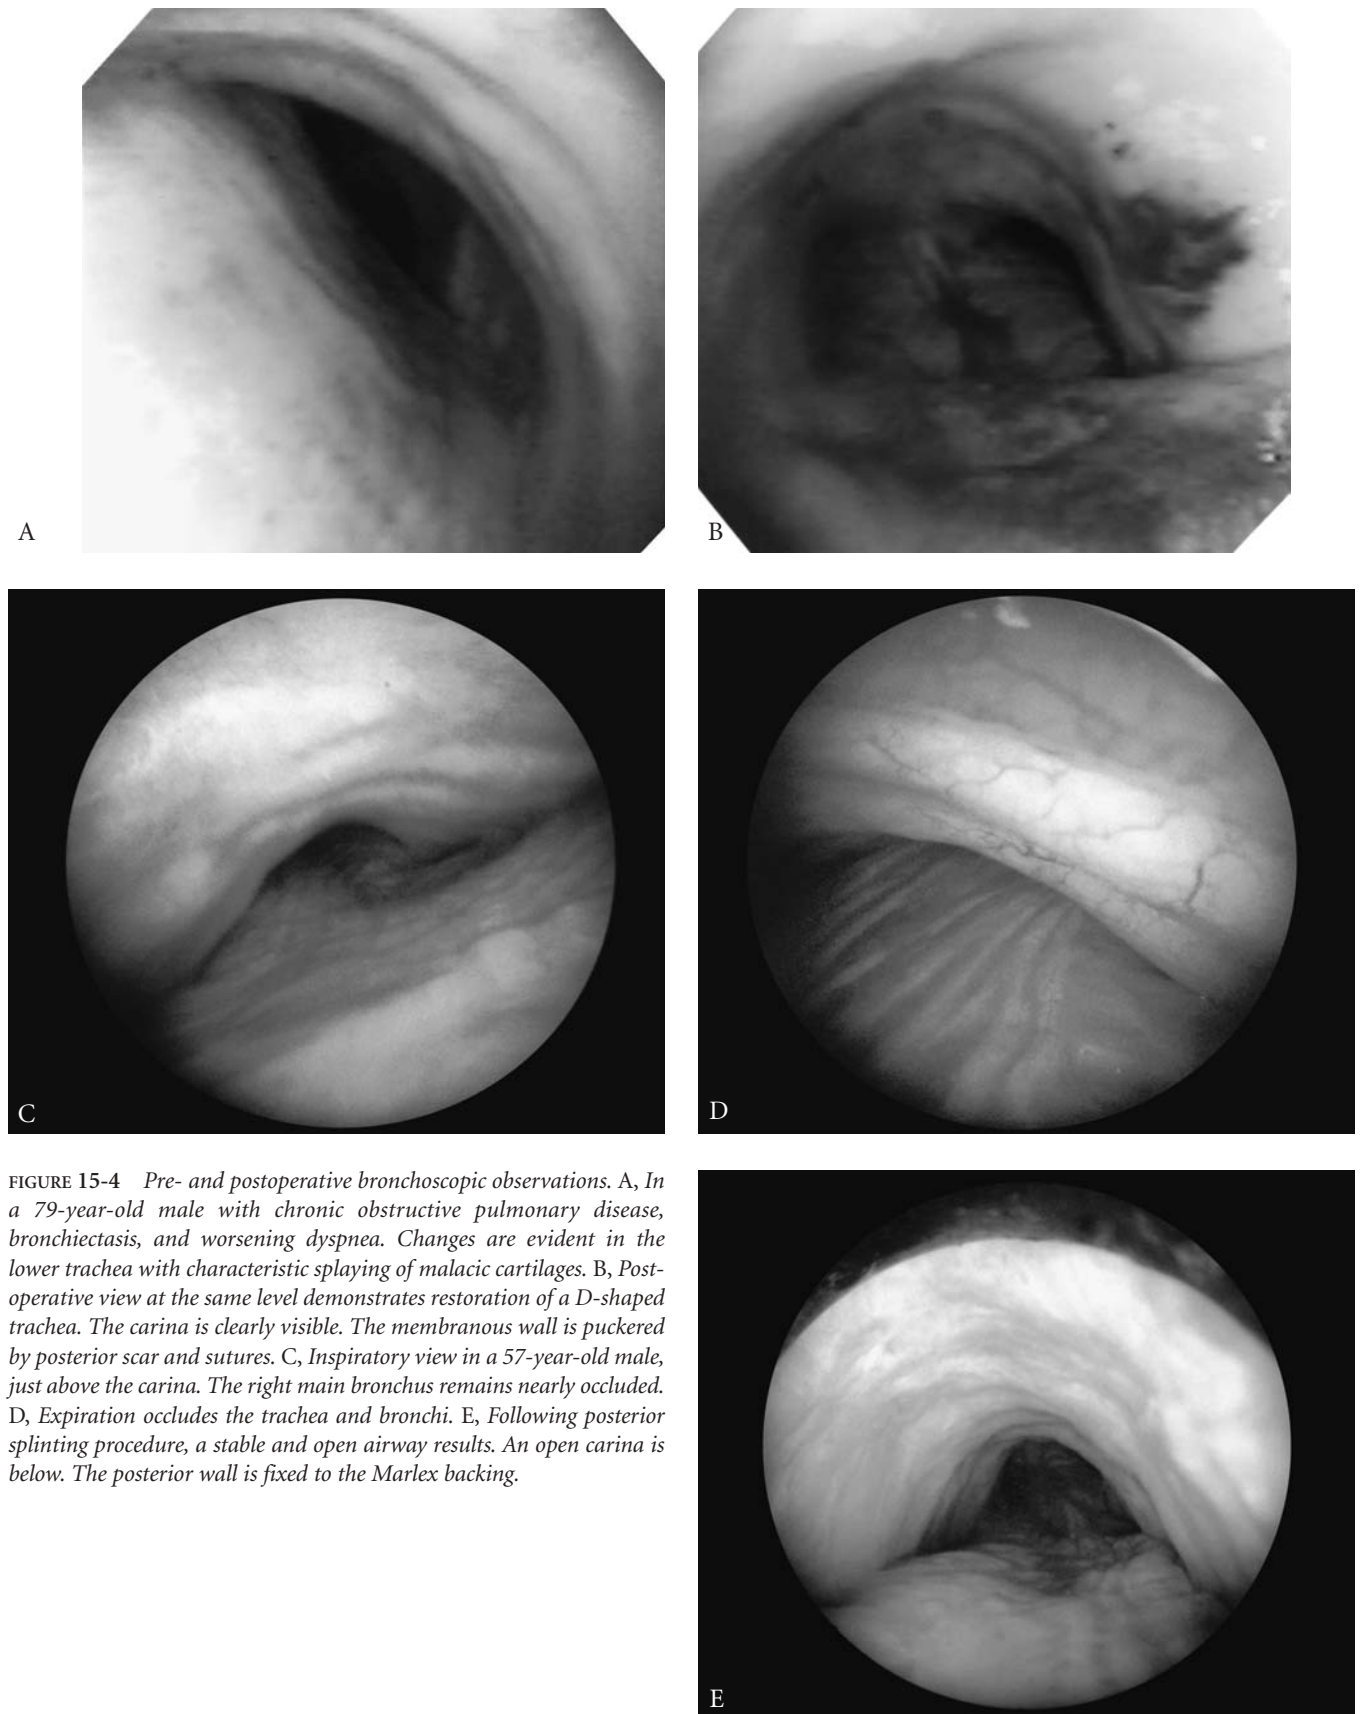 A
B
C
D
FIGURE 15-4 Pre- and postoperative bronchoscopic observations. A, In
a 79-year-old male with chronic obstructive pulmonary disease,
bronchiectasis, and worsening dyspnea. Changes are evident in the
lower trachea with characteristic splaying of malacic cartilages. B, Post-
operative view at the same level demonstrates restoration of a D-shaped
trachea. The carina is clearly visible. The membranous wall is puckered
by posterior scar and sutures. C, Inspiratory view in a 57-year-old male,
just above the carina. The right main bronchus remains nearly occluded.
D, Expiration occludes the trachea and bronchi. E, Following posterior
splinting procedure, a stable and open airway results. An open carina is
below. The posterior wall is fixed to the Marlex backing.
E